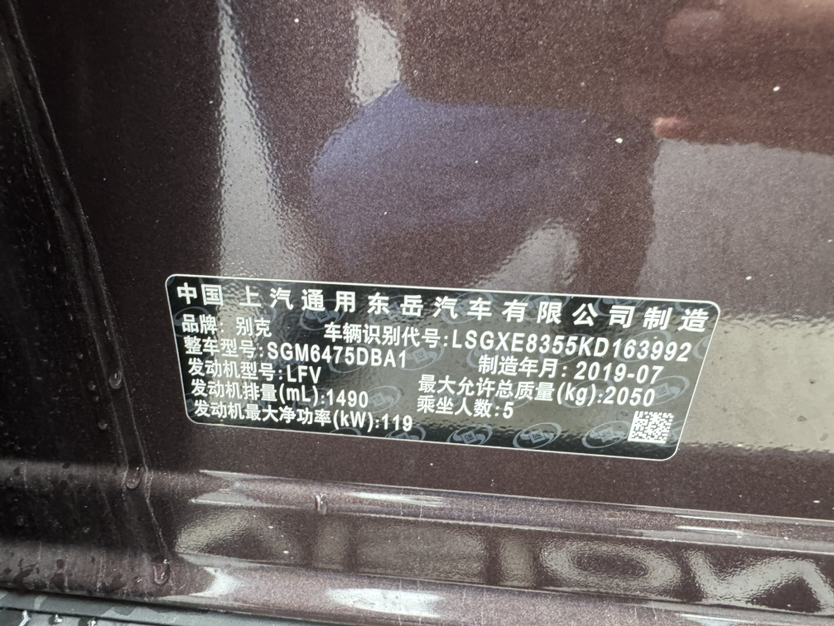 中国 上汽通用东岳汽车有限公司制造
品牌: 别克 车辆识别代号:LSGXE8355KD163992
整车型号:SGM6475DBA1 制造年月: 2019-07
发动机型号:LFV 最大允许总质量(kg):2050
发动机排量(mL):1490 乘坐人数:5
发动机最大净功率(kW):119